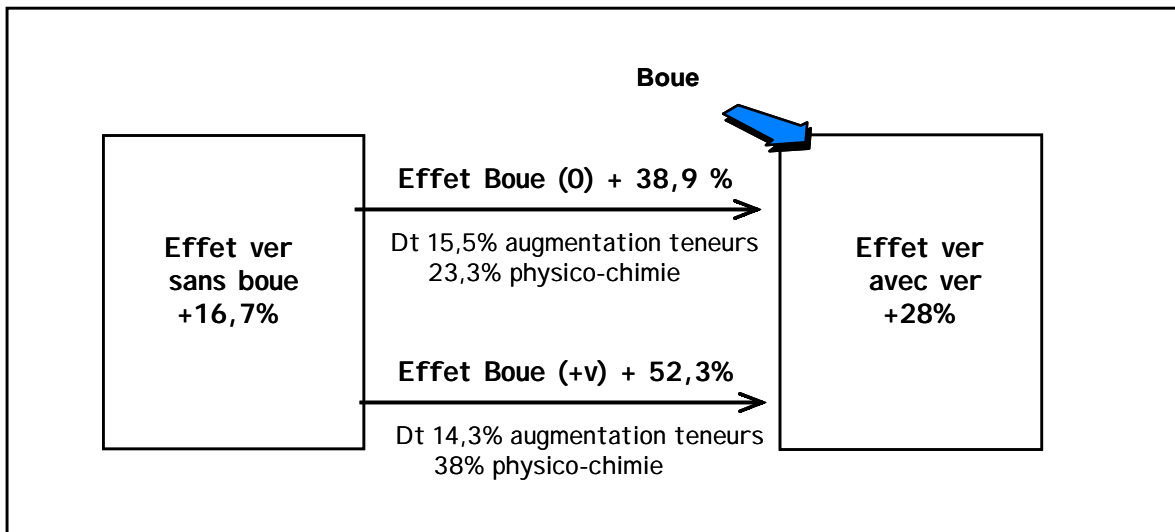 Boue
Effet Boue (0) + 38,9 %
Dt 15,5% augmentation teneurs
23,3% physico-chimie
Effet ver
sans boue
+16,7%
Effet ver
avec ver
+28%
Effet Boue (+v) + 52,3%
Dt 14,3% augmentation teneurs
38% physico-chimie